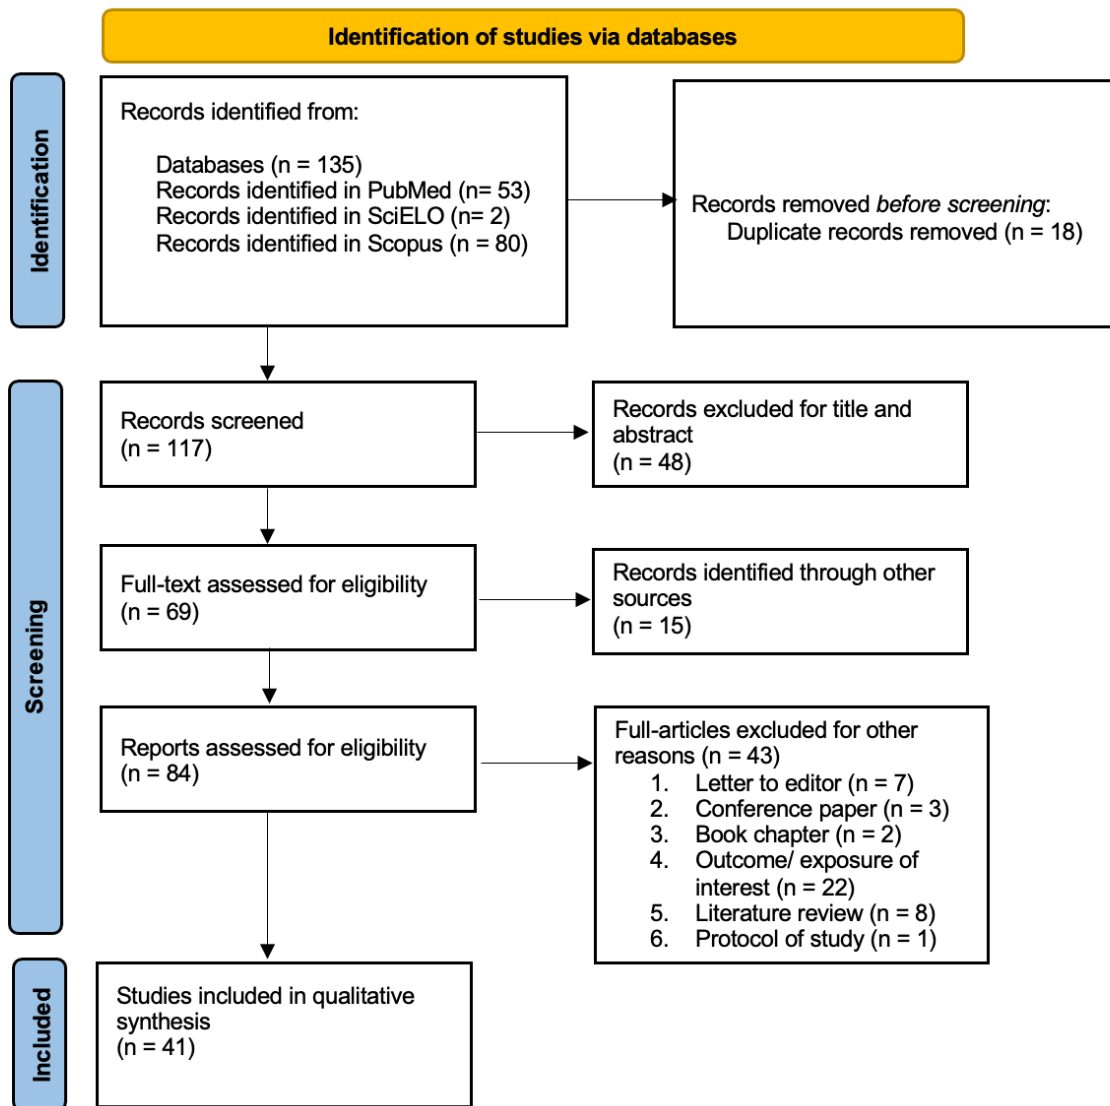 Identification of studies via databases
Identification
Records identified from:
Databases (n = 135)
Records identified in PubMed (n= 53)
Records identified in SciELO (n= 2)
Records identified in Scopus (n = 80)
Records removed before screening:
Duplicate records removed (n = 18)
Screening
Records screened
(n = 117)
Records excluded for title and
abstract
(n = 48)
Full-text assessed for eligibility
(n = 69)
Records identified through other
sources
(n = 15)
Reports assessed for eligibility
(n = 84)
Full-articles excluded for other
reasons (n = 43)
1. Letter to editor (n = 7)
2. Conference paper (n = 3)
3. Book chapter (n = 2)
4. Outcome/ exposure of
interest (n = 22)
5. Literature review (n = 8)
6. Protocol of study (n = 1)
Included
Studies included in qualitative
synthesis
(n = 41)